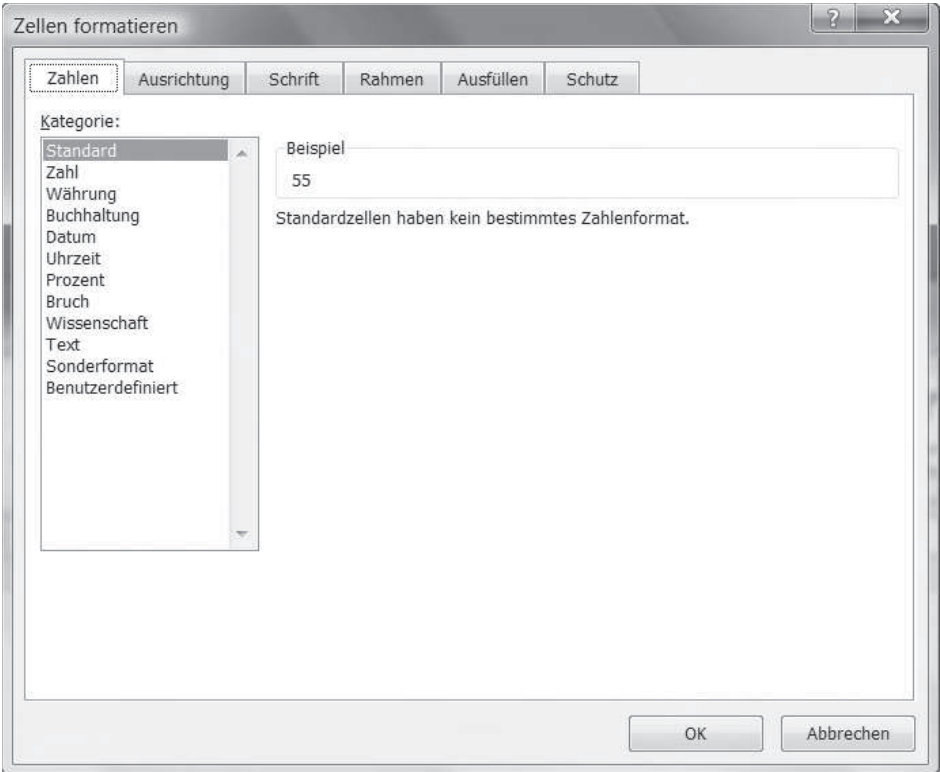 Zellen formatieren
Zahlen Ausrichtung Schrift Rahmen Ausfüllen Schutz
Kategorie:
Standard
Zahl
Währung
Buchhaltung
Datum
Uhrzeit
Prozent
Bruch
Wissenschaft
Text
Sonderformat
Benutzerdefiniert
Beispiel
55
Standardzellen haben kein bestimmtes Zahlenformat.
OK Abbrechen